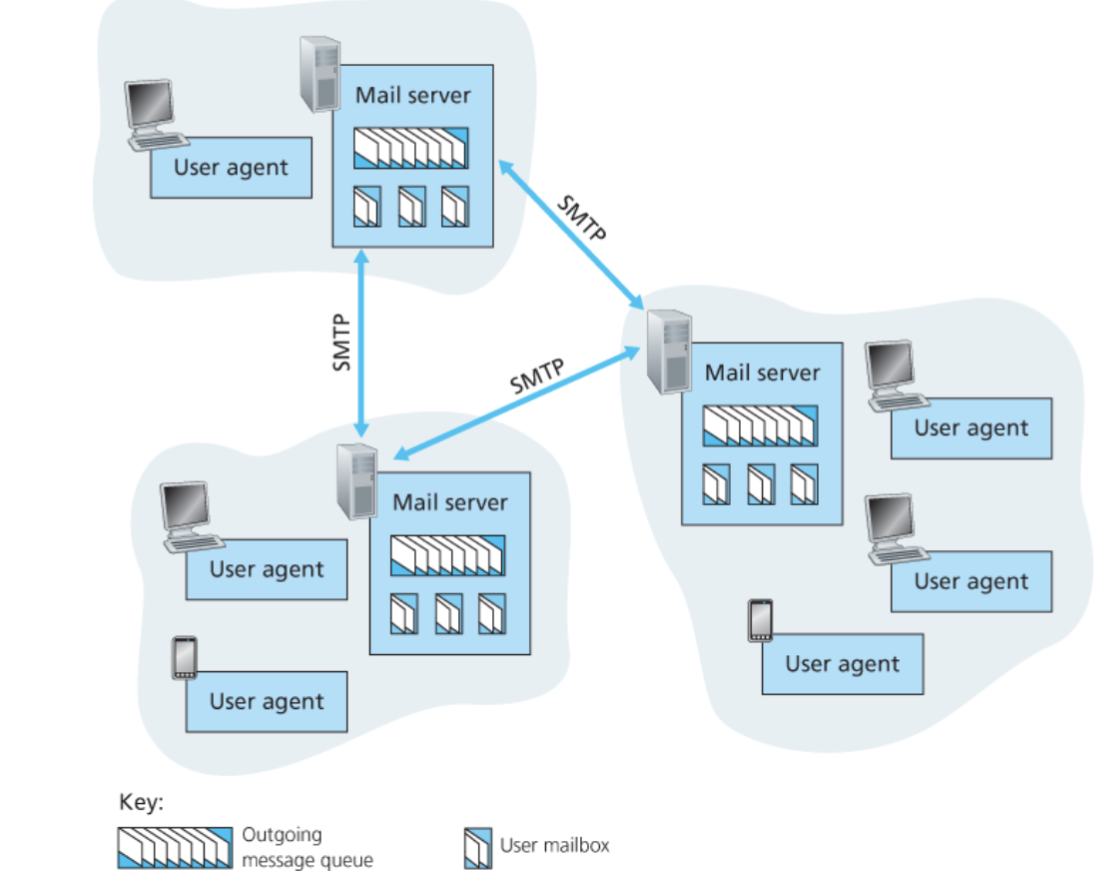 Mail server
User agent
SMTP
SMTP
SMTP
Mail server
User agent
Mail server
User agent
User agent
User agent
User agent
Key:
Outgoing
message queue
User mailbox